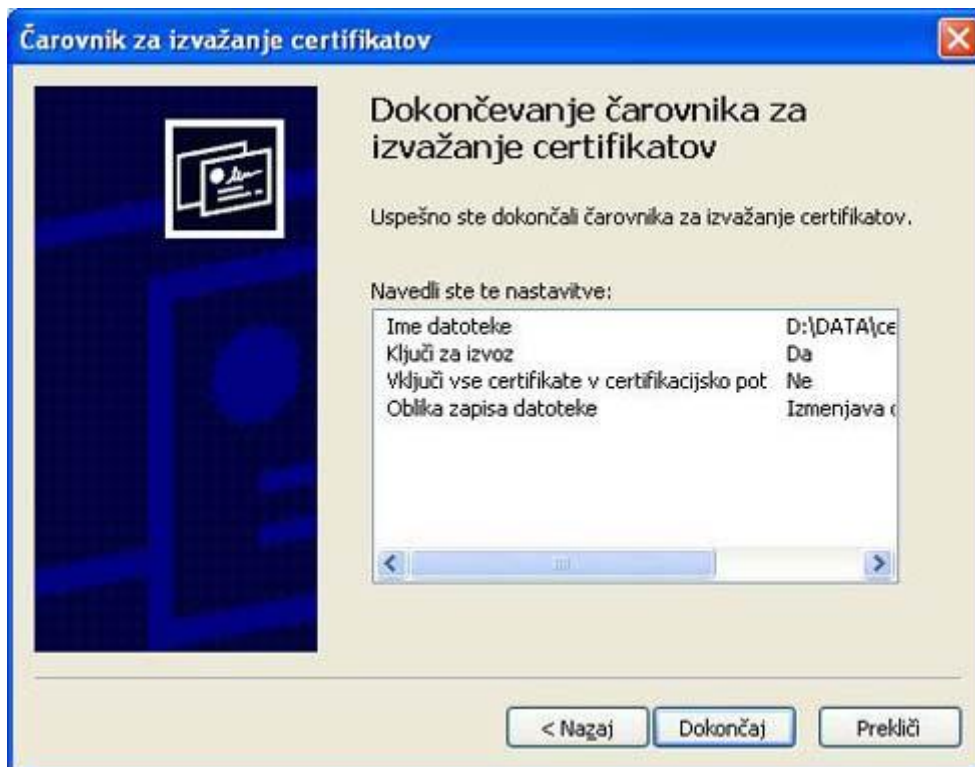 Čarovnik za izvažanje certifikatov
Dokončevanje čarovnika za
izvažanje certifikatov
Uspešno ste dokončali čarovnika za izvažanje certifikatov.
Navedli ste te nastavitve:
Ime datoteke D:\DATA\ce
Ključi za izvoz Da
Vključi vse certifikate v certifikacijsko pot Ne
Oblika zapisa datoteke Izmenjava
< Nazaj Dokončaj Prekliči